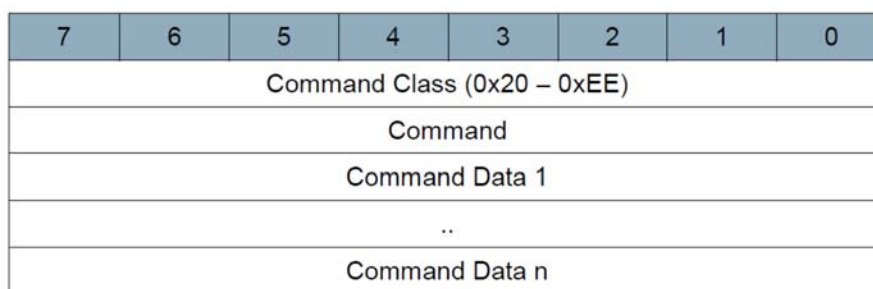 7 6 5 4 3 2 1 0
Command Class (0x20 – 0xEE)
Command
Command Data 1
..
Command Data n